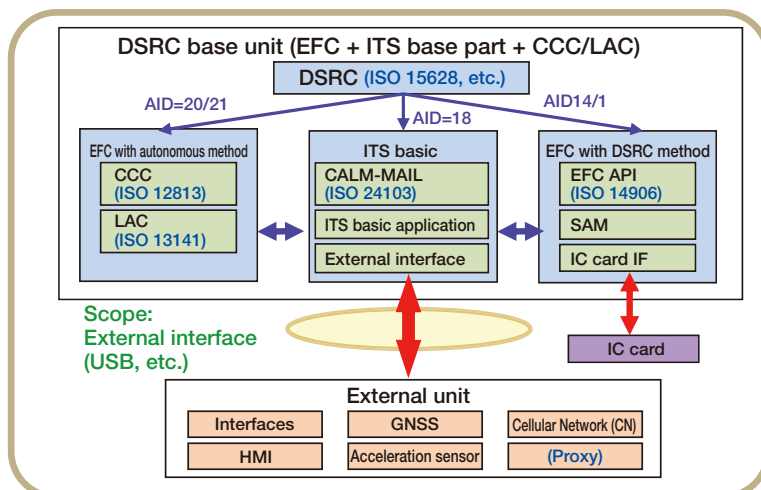 DSRC base unit (EFC + ITS base part + CCC/LAC)
DSRC (ISO 15628, etc.)
AID=20/21
AID=18
AID14/1
EFC with autonomous method
CCC
(ISO 12813)
LAC
(ISO 13141)
ITS basic
CALM-MAIL
(ISO 24103)
ITS basic application
External interface
EFC with DSRC method
EFC API
(ISO 14906)
SAM
IC card IF
Scope:
External interface
(USB, etc.)
IC card
External unit
Interfaces
GNSS
Cellular Network (CN)
HMI
Acceleration sensor
(Proxy)